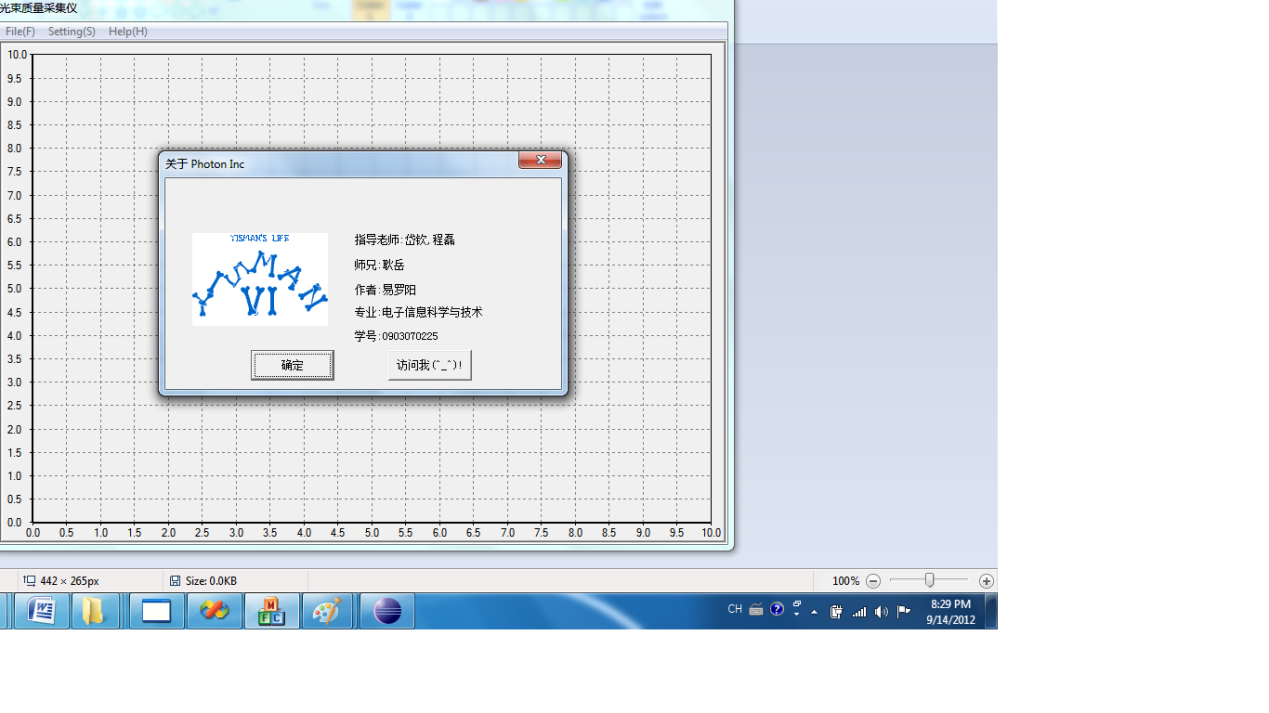 光束质量采集仪
File(F) Setting(S) Help(H)
10.0
9.5
9.0
8.5
8.0
7.5
7.0
6.5
6.0
5.5
5.0
4.5
4.0
3.5
3.0
2.5
2.0
1.5
1.0
0.5
0.0
0.0 0.5 1.0 1.5 2.0 2.5 3.0 3.5 4.0 4.5 5.0 5.5 6.0 6.5 7.0 7.5 8.0 8.5 9.0 9.5 10.0
关于 Photon Inc
YISMAN'S LIFE
YISMAN
VI
指导老师:岱钦,程磊
师兄:耿岳
作者:易罗阳
专业:电子信息科学与技术
学号:0903070225
确定
访问我(^_^)!
442 × 265px
Size: 0.0KB
100%
CH
8:29 PM
9/14/2012